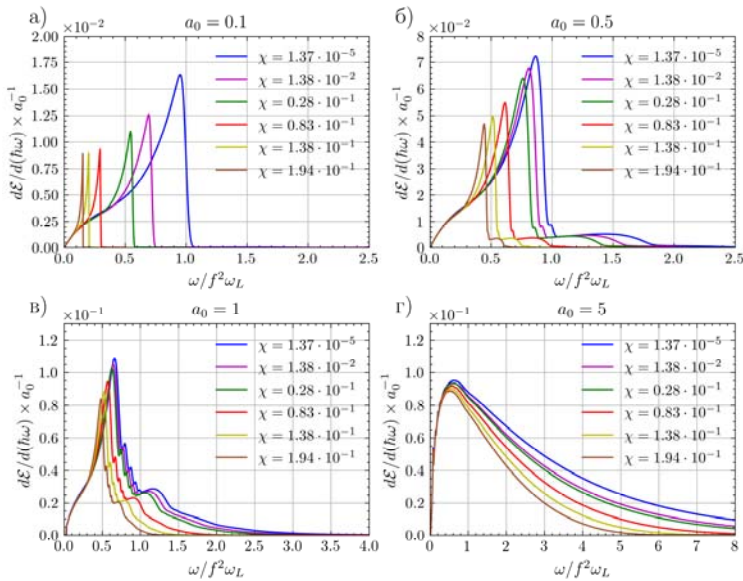 а) a₀ = 0.1
×10⁻²
dℰ/d(ħω) × a₀⁻¹
2.00
1.75
1.50
1.25
1.00
0.75
0.50
0.25
0.00
χ = 1.37 · 10⁻⁵
χ = 1.38 · 10⁻²
χ = 0.28 · 10⁻¹
χ = 0.83 · 10⁻¹
χ = 1.38 · 10⁻¹
χ = 1.94 · 10⁻¹
0.0 0.5 1.0 1.5 2.0 2.5
ω/f²ω_L
б) a₀ = 0.5
×10⁻²
dℰ/d(ħω) × a₀⁻¹
8
7
6
5
4
3
2
1
0
χ = 1.37 · 10⁻⁵
χ = 1.38 · 10⁻²
χ = 0.28 · 10⁻¹
χ = 0.83 · 10⁻¹
χ = 1.38 · 10⁻¹
χ = 1.94 · 10⁻¹
0.0 0.5 1.0 1.5 2.0 2.5
ω/f²ω_L
в) a₀ = 1
×10⁻¹
dℰ/d(ħω) × a₀⁻¹
1.2
1.0
0.8
0.6
0.4
0.2
0.0
χ = 1.37 · 10⁻⁵
χ = 1.38 · 10⁻²
χ = 0.28 · 10⁻¹
χ = 0.83 · 10⁻¹
χ = 1.38 · 10⁻¹
χ = 1.94 · 10⁻¹
0.0 0.5 1.0 1.5 2.0 2.5 3.0 3.5 4.0
ω/f²ω_L
г) a₀ = 5
×10⁻¹
dℰ/d(ħω) × a₀⁻¹
1.2
1.0
0.8
0.6
0.4
0.2
0.0
χ = 1.37 · 10⁻⁵
χ = 1.38 · 10⁻²
χ = 0.28 · 10⁻¹
χ = 0.83 · 10⁻¹
χ = 1.38 · 10⁻¹
χ = 1.94 · 10⁻¹
0 1 2 3 4 5 6 7 8
ω/f²ω_L